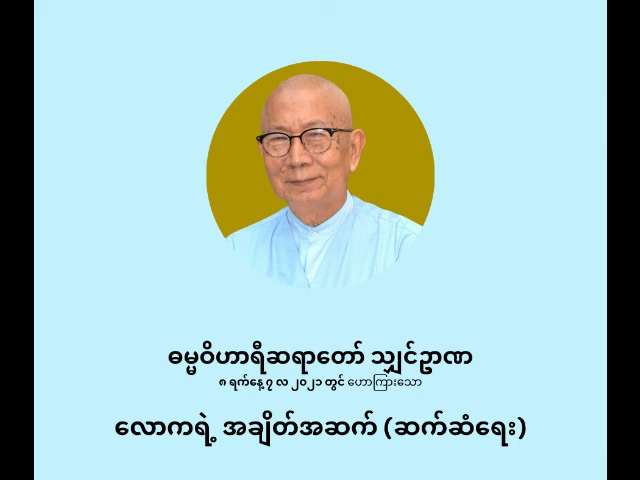 ဓမ္မဝိဟာရီဆရာတော် သျှင်ဥာဏ
၈ ရက်နေ့ ၇ လ ၂၀၂၁ တွင် ဟောကြားသော
လောကရဲ့ အချိတ်အဆက် (ဆက်ဆံရေး)